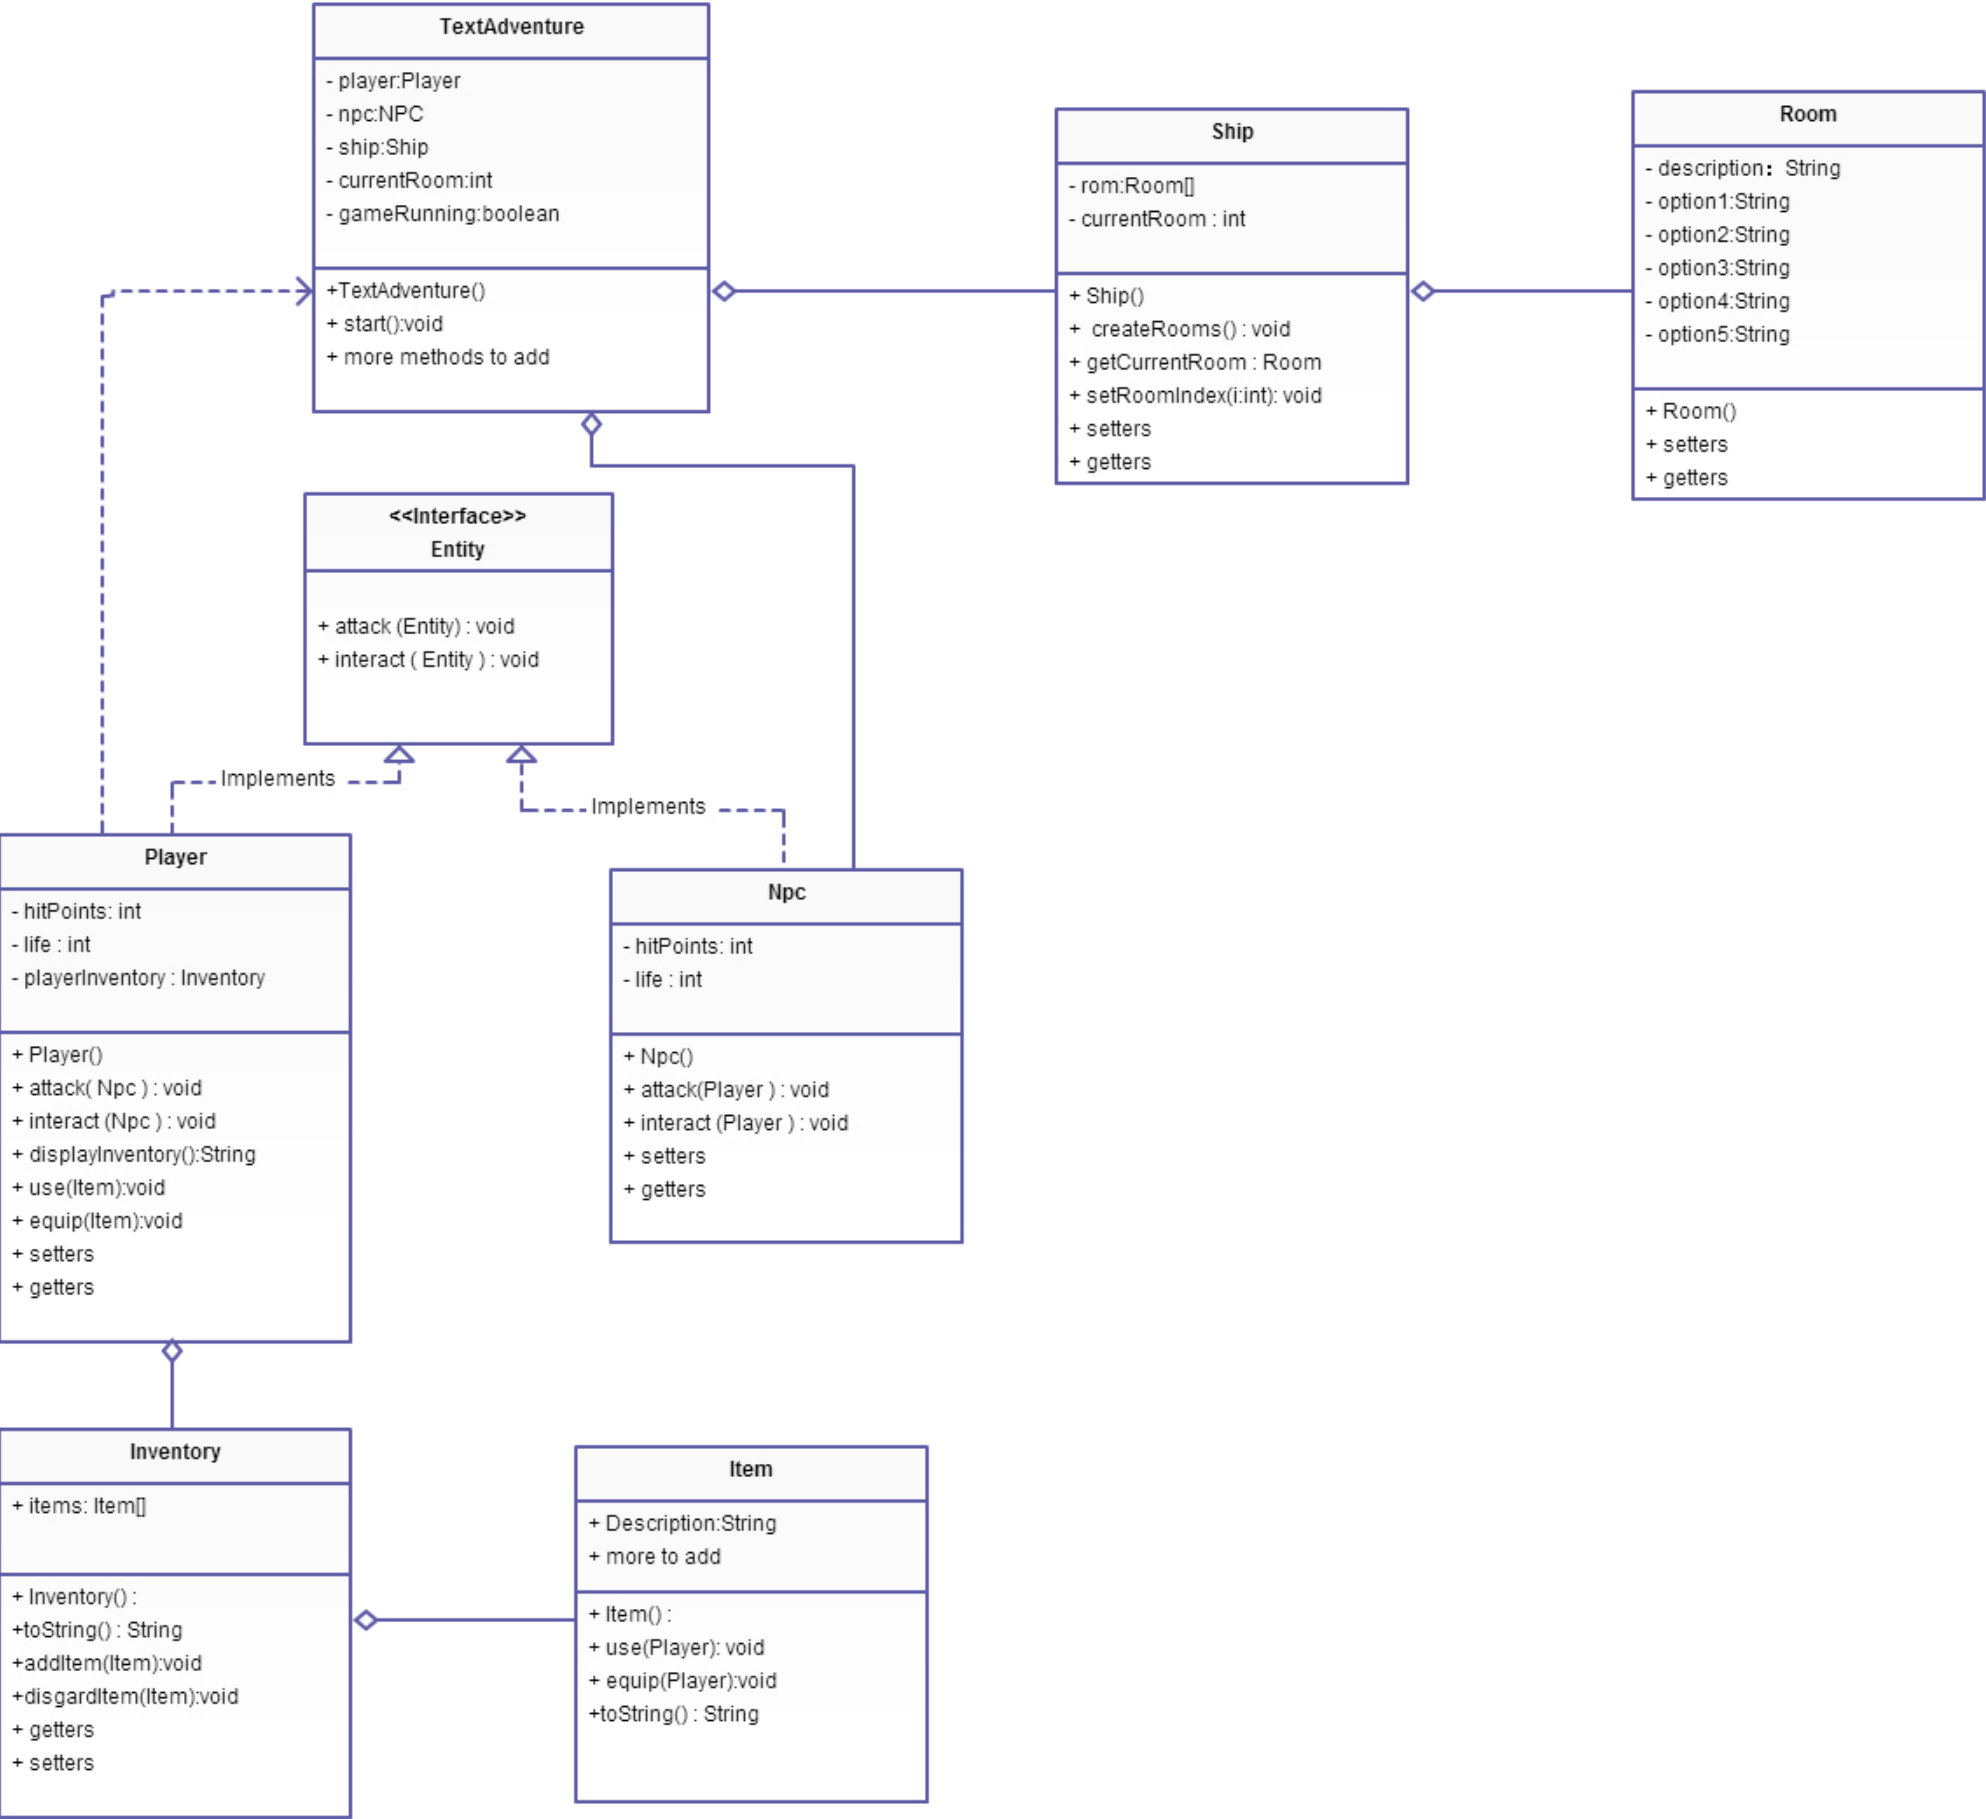 TextAdventure
- player:Player
- npc:NPC
- ship:Ship
- currentRoom:int
- gameRunning:boolean
+TextAdventure()
+ start():void
+ more methods to add
Ship
- rom:Room[]
- currentRoom : int
+ Ship()
+ createRooms() : void
+ getCurrentRoom : Room
+ setRoomIndex(i:int): void
+ setters
+ getters
Room
- description：String
- option1:String
- option2:String
- option3:String
- option4:String
- option5:String
+ Room()
+ setters
+ getters
<<Interface>>
Entity
+ attack (Entity) : void
+ interact ( Entity ) : void
Implements
Implements
Player
- hitPoints: int
- life : int
- playerInventory : Inventory
+ Player()
+ attack( Npc ) : void
+ interact (Npc ) : void
+ displayInventory():String
+ use(Item):void
+ equip(Item):void
+ setters
+ getters
Npc
- hitPoints: int
- life : int
+ Npc()
+ attack(Player ) : void
+ interact (Player ) : void
+ setters
+ getters
Inventory
+ items: Item[]
+ Inventory() :
+toString() : String
+addItem(Item):void
+disgardItem(Item):void
+ getters
+ setters
Item
+ Description:String
+ more to add
+ Item() :
+ use(Player): void
+ equip(Player):void
+toString() : String